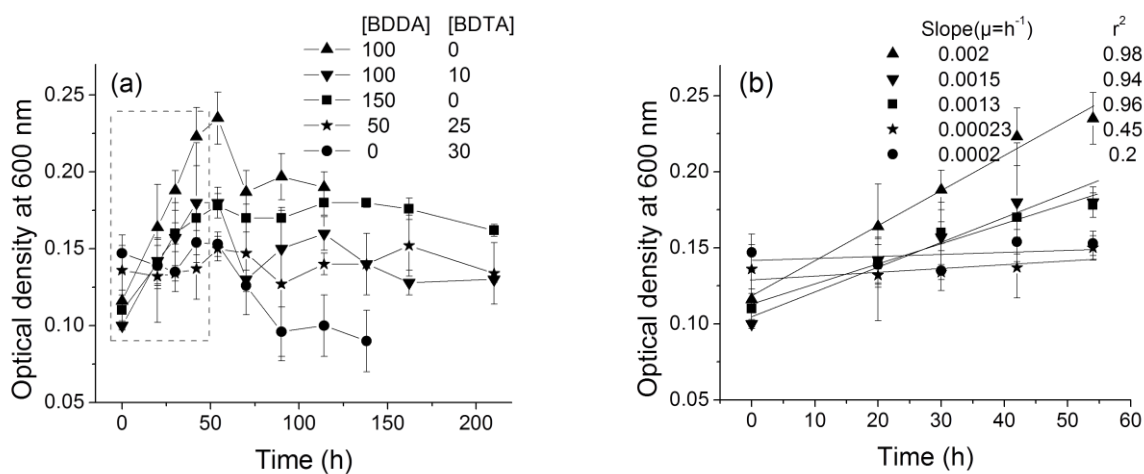 [BDDA] [BDTA]
100 0
100 10
150 0
50 25
0 30
(a)
0.25
0.20
0.15
0.10
0.05
Optical density at 600 nm
0 50 100 150 200
Time (h)
Slope(μ=h⁻¹) r²
0.002 0.98
0.0015 0.94
0.0013 0.96
0.00023 0.45
0.0002 0.2
(b)
0.25
0.20
0.15
0.10
0.05
Optical density at 600 nm
0 10 20 30 40 50 60
Time (h)